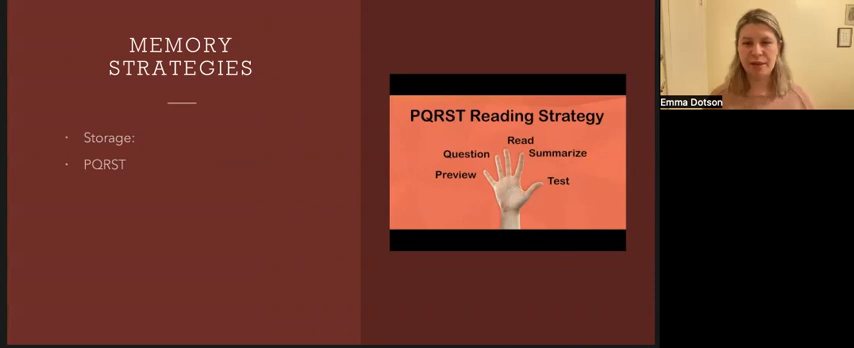 MEMORY
STRATEGIES
· Storage:
· PQRST
PQRST Reading Strategy
Read
Question
Summarize
Preview
Test
Emma Dotson